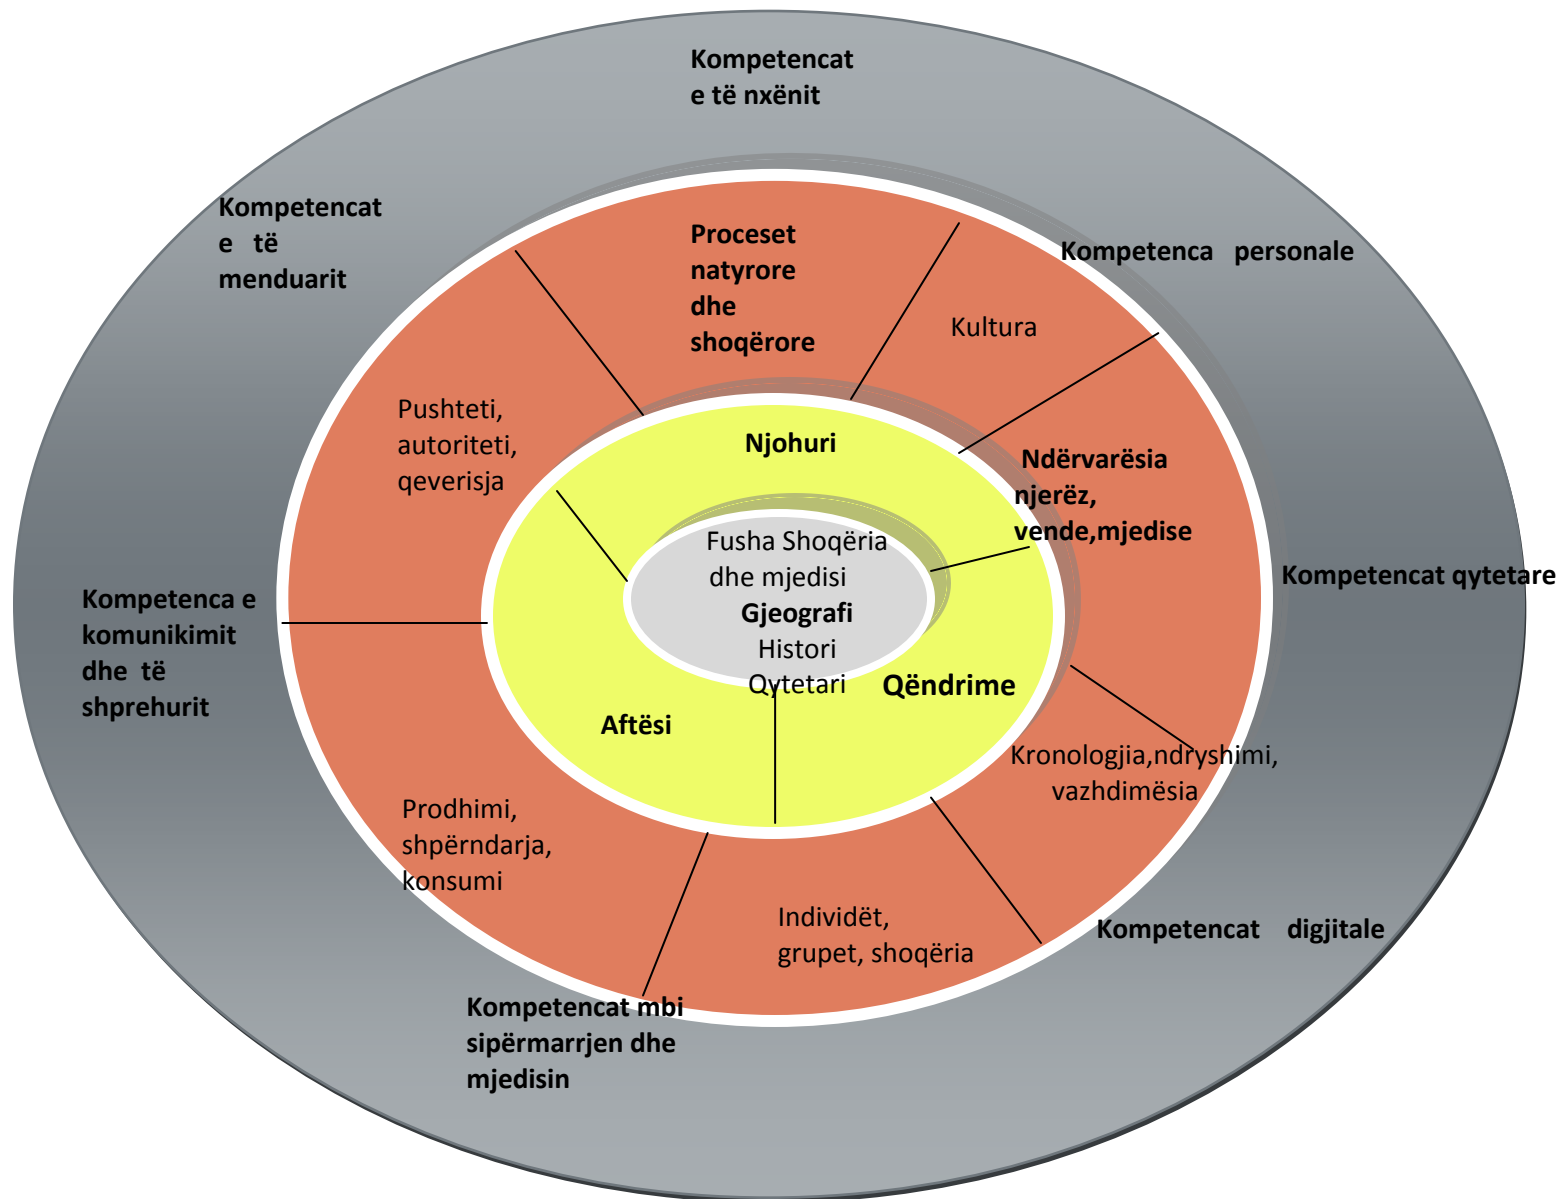 Kompetencat
e të nxënit
Kompetencat
e të
menduarit
Proceset
natyrore
dhe
shoqërore
Kompetenca personale
Kultura
Pushteti,
autoriteti,
qeverisja
Njohuri
Ndërvarësia
njerëz,
vende,mjedise
Fusha Shoqëria
dhe mjedisi
Gjeografi
Histori
Qytetari
Kompetencat qytetare
Kompetenca e
komunikimit
dhe të
shprehurit
Qëndrime
Aftësi
Kronologjia,ndryshimi,
vazhdimësia
Prodhimi,
shpërndarja,
konsumi
Individët,
grupet, shoqëria
Kompetencat digjitale
Kompetencat mbi
sipërmarrjen dhe
mjedisin